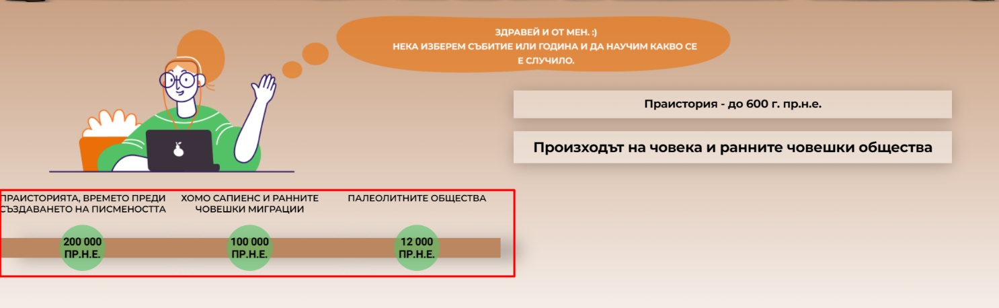 ЗДРАВЕЙ И ОТ МЕН. :)
НЕКА ИЗБЕРЕМ СЪБИТИЕ ИЛИ ГОДИНА И ДА НАУЧИМ КАКВО СЕ
Е СЛУЧИЛО.
Праистория - до 600 г. пр.н.е.
Произходът на човека и ранните човешки общества
ПРАИСТОРИЯТА, ВРЕМЕТО ПРЕДИ
СЪЗДАВАНЕТО НА ПИСМЕНОСТТА
ХОМО САПИЕНС И РАННИТЕ
ЧОВЕШКИ МИГРАЦИИ
ПАЛЕОЛИТНИТЕ ОБЩЕСТВА
200 000
ПР.Н.Е.
100 000
ПР.Н.Е.
12 000
ПР.Н.Е.